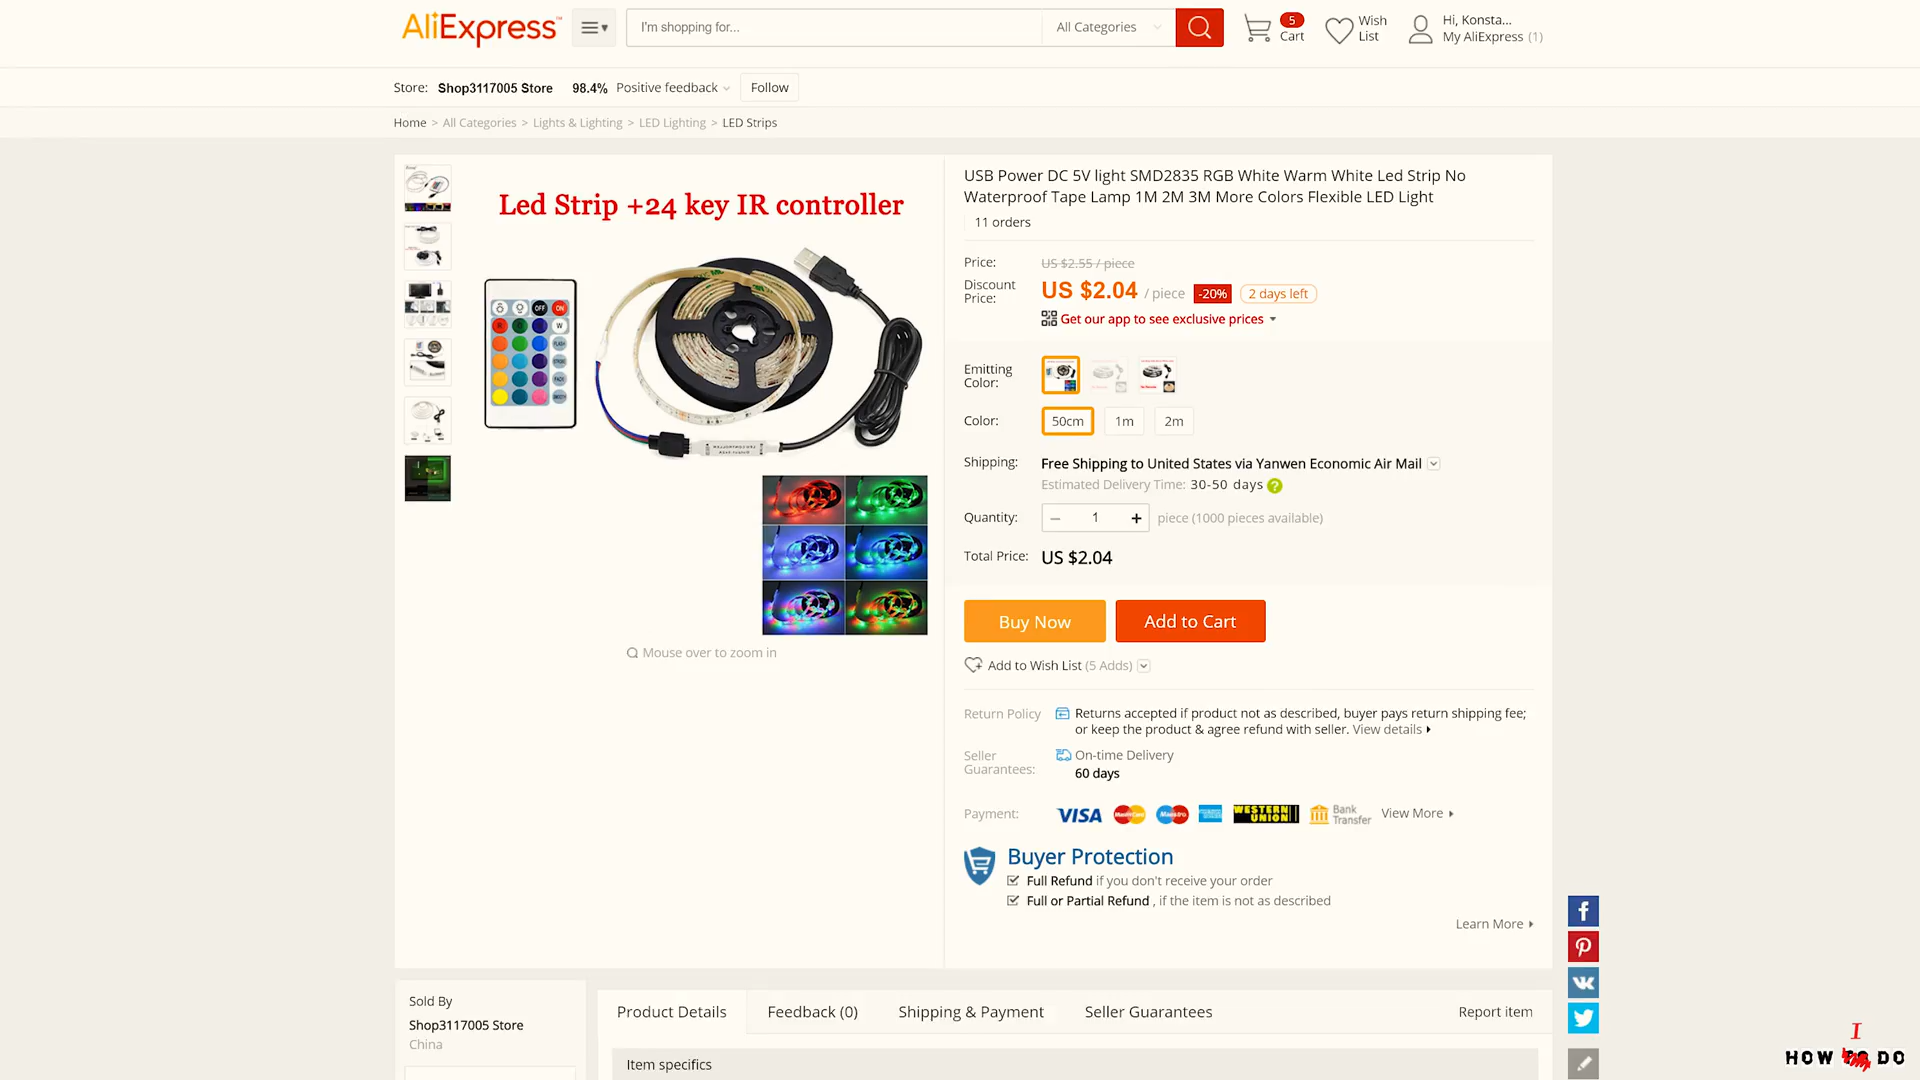 AliExpress™
I'm shopping for...
All Categories
5
Cart
Wish
List
Hi, Konsta...
My AliExpress (1)
Store: Shop3117005 Store 98.4% Positive feedback Follow
Home > All Categories > Lights & Lighting > LED Lighting > LED Strips
Led Strip +24 key IR controller
OFF ON
R W
Mouse over to zoom in
USB Power DC 5V light SMD2835 RGB White Warm White Led Strip No
Waterproof Tape Lamp 1M 2M 3M More Colors Flexible LED Light
11 orders
Price: US $2.55 / piece
Discount
Price:
US $2.04 / piece -20% 2 days left
Get our app to see exclusive prices
Emitting
Color:
Color: 50cm 1m 2m
Shipping: Free Shipping to United States via Yanwen Economic Air Mail
Estimated Delivery Time: 30-50 days ?
Quantity: − 1 + piece (1000 pieces available)
Total Price: US $2.04
Buy Now Add to Cart
Add to Wish List (5 Adds)
Return Policy Returns accepted if product not as described, buyer pays return shipping fee;
or keep the product & agree refund with seller. View details
Seller
Guarantees:
On-time Delivery
60 days
Payment: VISA MasterCard Maestro WESTERN UNION Bank Transfer View More
Buyer Protection
Full Refund if you don't receive your order
Full or Partial Refund , if the item is not as described
Learn More
Sold By
Shop3117005 Store
China
Product Details Feedback (0) Shipping & Payment Seller Guarantees Report item
Item specifics
I
HOW TO DO